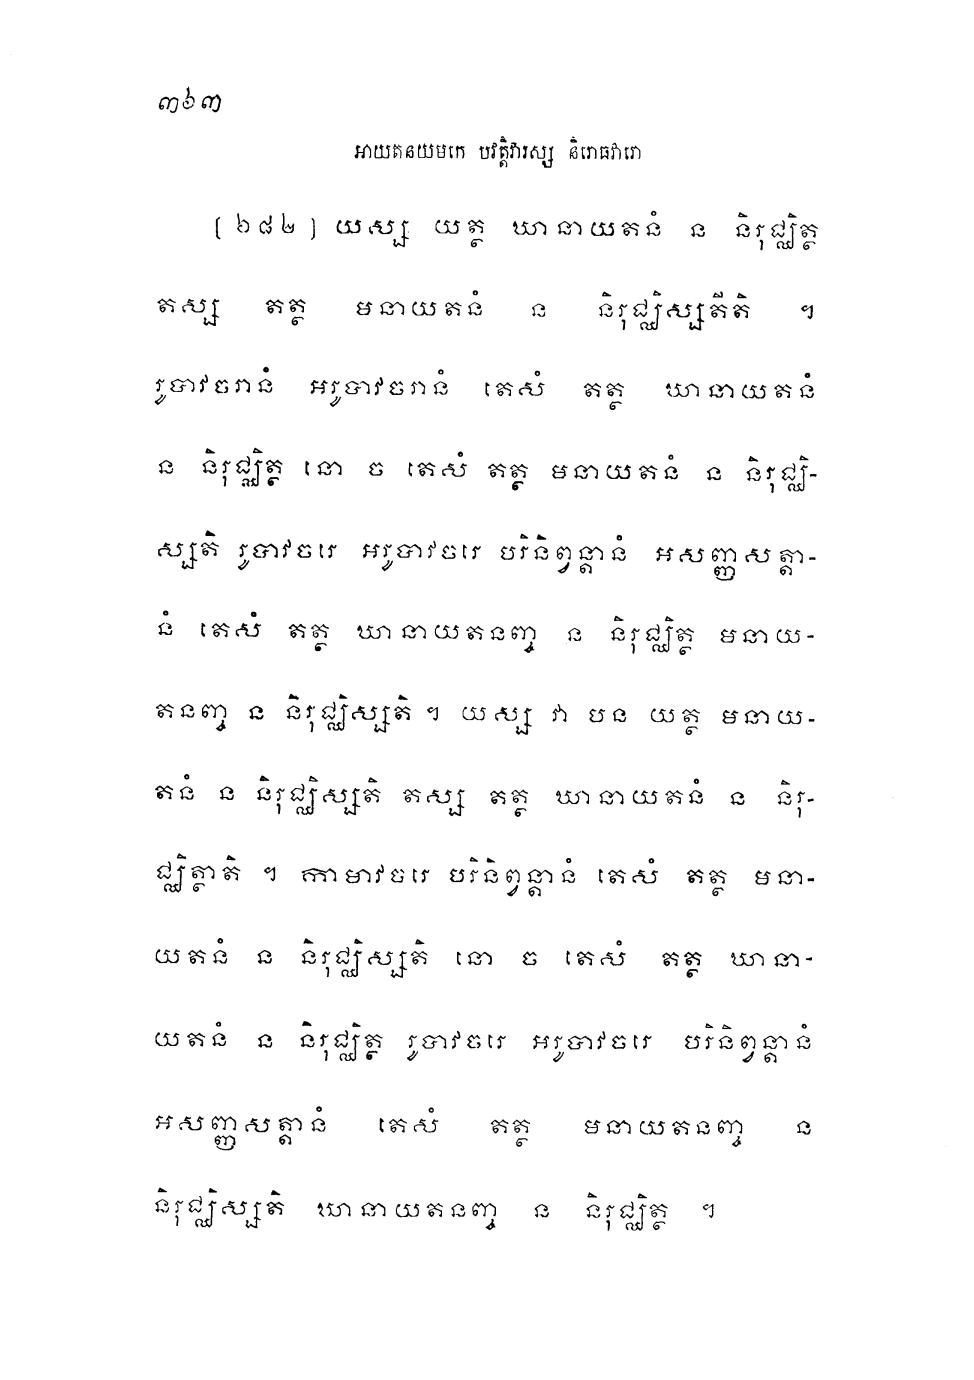 ៣៦៣
អាយតនយមកេ បវត្តិវារស្ស និរោធវារោ
[ ៦៨២ ] យស្ស យត្ថ ឃានាយតនំ ន និរុជ្ឈិត្ថ
តស្ស តត្ថ មនាយតនំ ន និរុជ្ឈិស្សតីតិ ។
រូបាវចរានំ អរូបាវចរានំ តេសំ តត្ថ ឃានាយតនំ
ន និរុជ្ឈិត្ថ នោ ច តេសំ តត្ថ មនាយតនំ ន និរុជ្ឈិ-
ស្សតិ រូបាវចរេ អរូបាវចរេ បរិនិព្វន្តានំ អសញ្ញសត្តា-
នំ តេសំ តត្ថ ឃានាយតនញ្ច ន និរុជ្ឈិត្ថ មនាយ-
តនញ្ច ន និរុជ្ឈិស្សតិ ។ យស្ស វា បន យត្ថ មនាយ-
តនំ ន និរុជ្ឈិស្សតិ តស្ស តត្ថ ឃានាយតនំ ន និរុ-
ជ្ឈិត្ថាតិ ។ កាមាវចរេ បរិនិព្វន្តានំ តេសំ តត្ថ មនា-
យតនំ ន និរុជ្ឈិស្សតិ នោ ច តេសំ តត្ថ ឃានា-
យតនំ ន និរុជ្ឈិត្ថ រូបាវចរេ អរូបាវចរេ បរិនិព្វន្តានំ
អសញ្ញសត្តានំ តេសំ តត្ថ មនាយតនញ្ច ន
និរុជ្ឈិស្សតិ ឃានាយតនញ្ច ន និរុជ្ឈិត្ថ ។